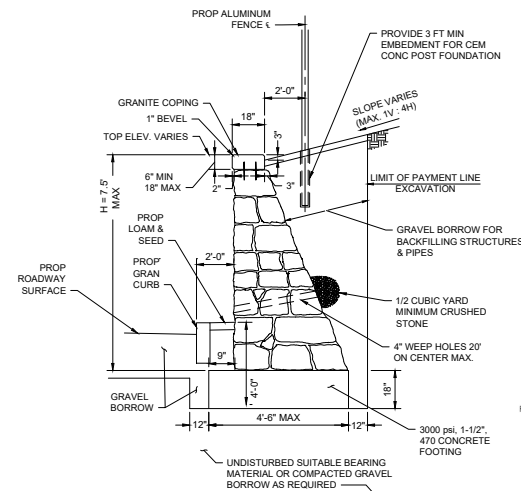 PROP ALUMINUM
FENCE ℄
PROVIDE 3 FT MIN
EMBEDMENT FOR CEM
CONC POST FOUNDATION
2'-0"
SLOPE VARIES
(MAX. 1V : 4H)
GRANITE COPING
18"
1" BEVEL
3"
TOP ELEV. VARIES
6" MIN
18" MAX
2"
3"
LIMIT OF PAYMENT LINE
EXCAVATION
H = 7.5'
MAX
PROP
LOAM &
SEED
GRAVEL BORROW FOR
BACKFILLING STRUCTURES
& PIPES
2'-0"
PROP
GRAN
CURB
PROP
ROADWAY
SURFACE
1/2 CUBIC YARD
MINIMUM CRUSHED
STONE
4" WEEP HOLES 20'
ON CENTER MAX.
9"
4'-0"
18"
GRAVEL
BORROW
12"
4'-6" MAX
12"
3000 psi, 1-1/2",
470 CONCRETE
FOOTING
UNDISTURBED SUITABLE BEARING
MATERIAL OR COMPACTED GRAVEL
BORROW AS REQUIRED